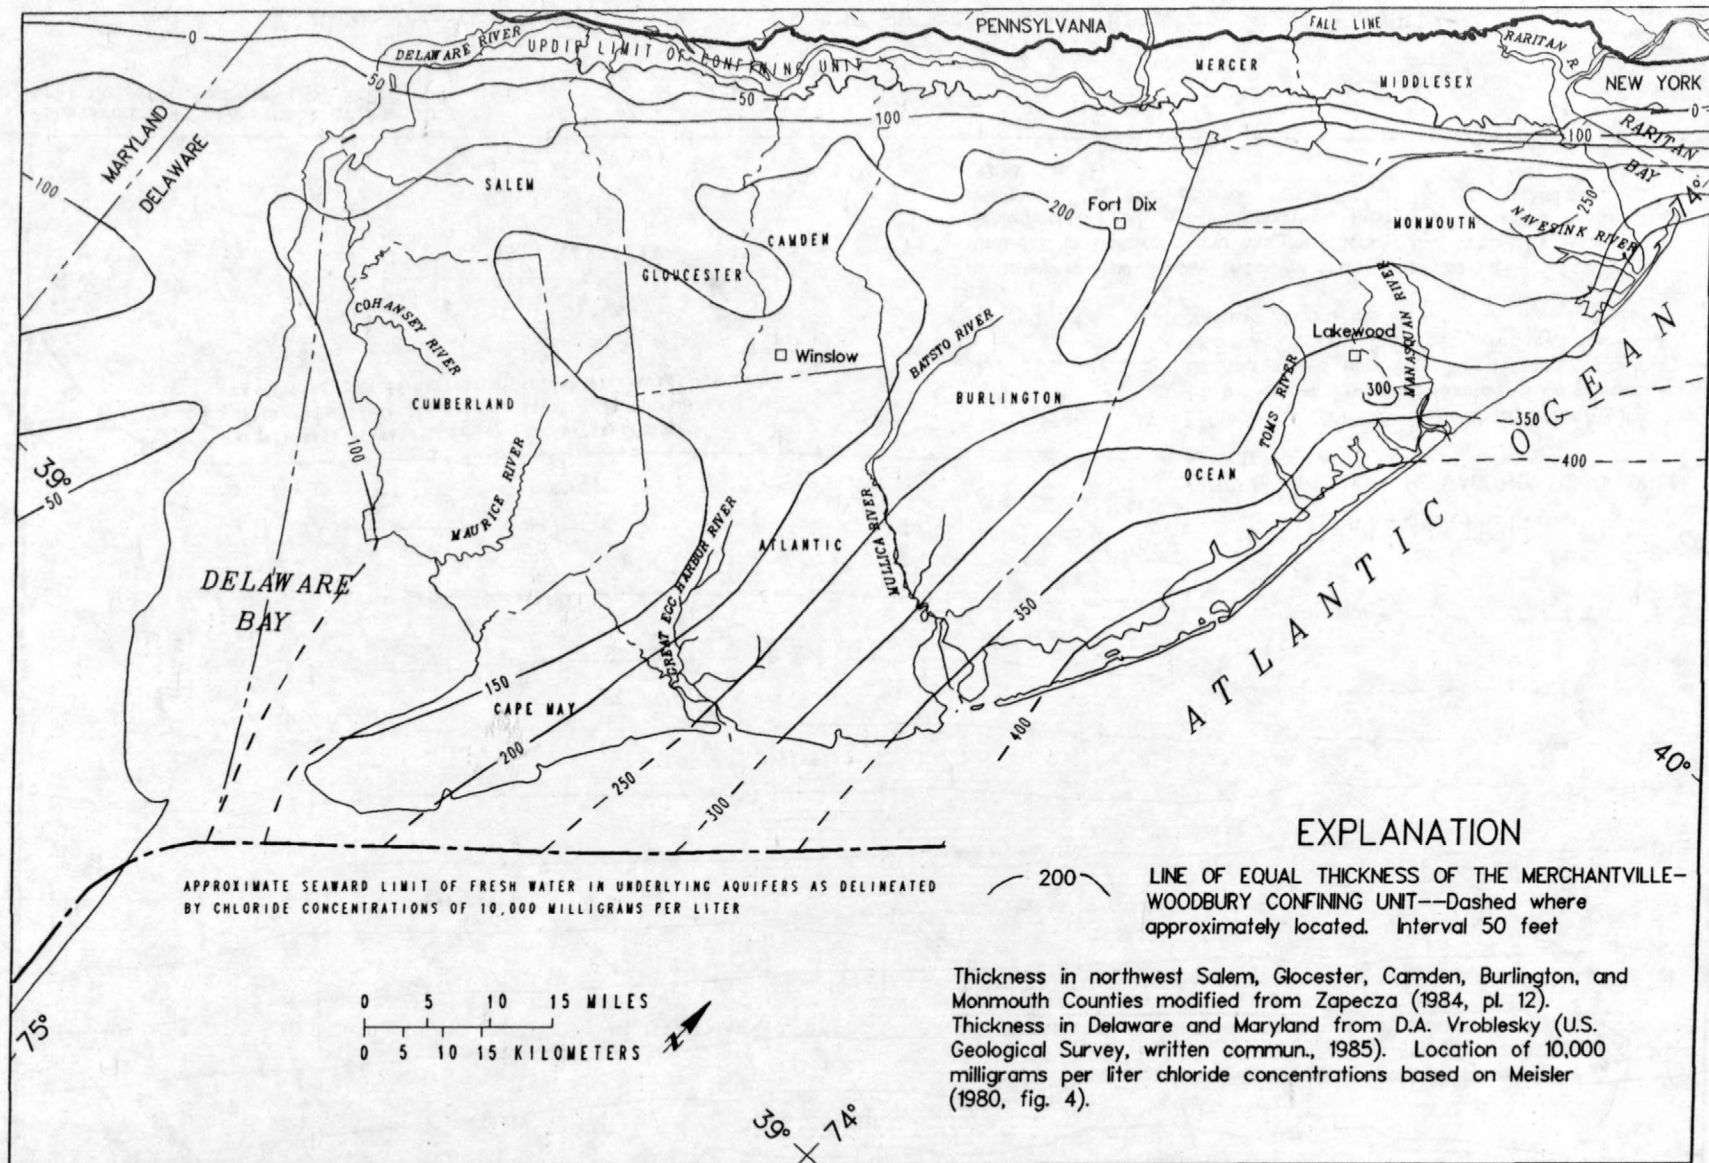 0
DELAWARE RIVER
UPDIP LIMIT OF CONFINING UNIT
PENNSYLVANIA
FALL LINE
RARITAN R
MERCER
MIDDLESEX
NEW YORK
50
50
100
0
100
RARITAN
BAY
MARYLAND
DELAWARE
100
SALEM
200
Fort Dix
MONMOUTH
250
NAVESINK RIVER
74°
CAMDEN
GLOUCESTER
COHANSEY RIVER
Winslow
BATSTO RIVER
Lakewood
MANASQUAN RIVER
300
TOMS RIVER
CUMBERLAND
BURLINGTON
350
400
100
39°
50
MAURICE RIVER
OCEAN
ATLANTIC
MULLICA RIVER
GREAT EGG HARBOR RIVER
DELAWARE
BAY
350
ATLANTIC OGEAN
150
CAPE MAY
200
250
300
400
40°
APPROXIMATE SEAWARD LIMIT OF FRESH WATER IN UNDERLYING AQUIFERS AS DELINEATED
BY CHLORIDE CONCENTRATIONS OF 10,000 MILLIGRAMS PER LITER
EXPLANATION
200
LINE OF EQUAL THICKNESS OF THE MERCHANTVILLE-
WOODBURY CONFINING UNIT--Dashed where
approximately located. Interval 50 feet
Thickness in northwest Salem, Glocester, Camden, Burlington, and
Monmouth Counties modified from Zapecza (1984, pl. 12).
Thickness in Delaware and Maryland from D.A. Vroblesky (U.S.
Geological Survey, written commun., 1985). Location of 10,000
milligrams per liter chloride concentrations based on Meisler
(1980, fig. 4).
0 5 10 15 MILES
0 5 10 15 KILOMETERS
N
75°
39° 74°